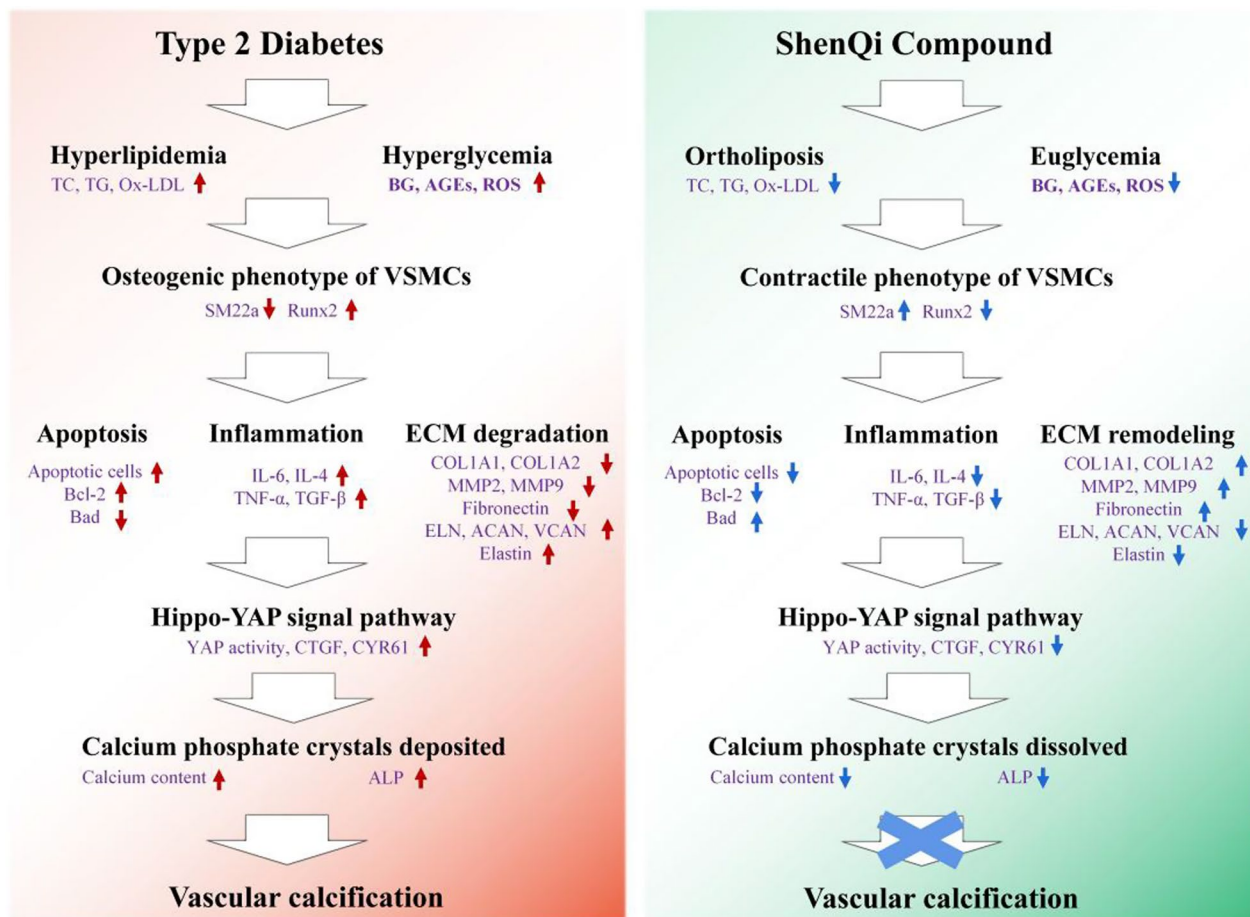 Type 2 Diabetes
Hyperlipidemia
TC, TG, Ox-LDL
Hyperglycemia
BG, AGEs, ROS
Osteogenic phenotype of VSMCs
SM22a Runx2
Apoptosis
Apoptotic cells
Bcl-2
Bad
Inflammation
IL-6, IL-4
TNF-α, TGF-β
ECM degradation
COL1A1, COL1A2
MMP2, MMP9
Fibronectin
ELN, ACAN, VCAN
Elastin
Hippo-YAP signal pathway
YAP activity, CTGF, CYR61
Calcium phosphate crystals deposited
Calcium content
ALP
Vascular calcification
ShenQi Compound
Ortholiposis
TC, TG, Ox-LDL
Euglycemia
BG, AGEs, ROS
Contractile phenotype of VSMCs
SM22a Runx2
Apoptosis
Apoptotic cells
Bcl-2
Bad
Inflammation
IL-6, IL-4
TNF-α, TGF-β
ECM remodeling
COL1A1, COL1A2
MMP2, MMP9
Fibronectin
ELN, ACAN, VCAN
Elastin
Hippo-YAP signal pathway
YAP activity, CTGF, CYR61
Calcium phosphate crystals dissolved
Calcium content
ALP
Vascular calcification